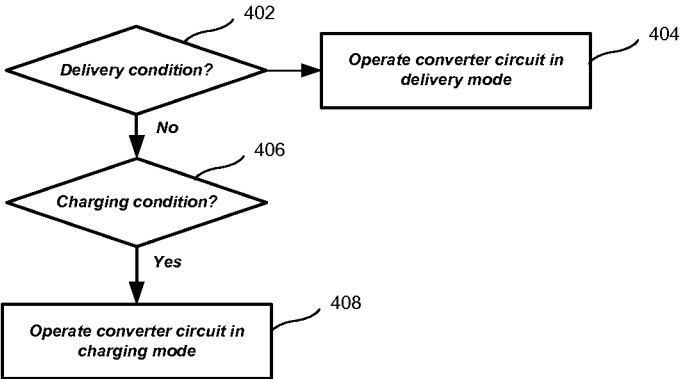 402
Delivery condition?
Operate converter circuit in
delivery mode
404
No
406
Charging condition?
Yes
408
Operate converter circuit in
charging mode